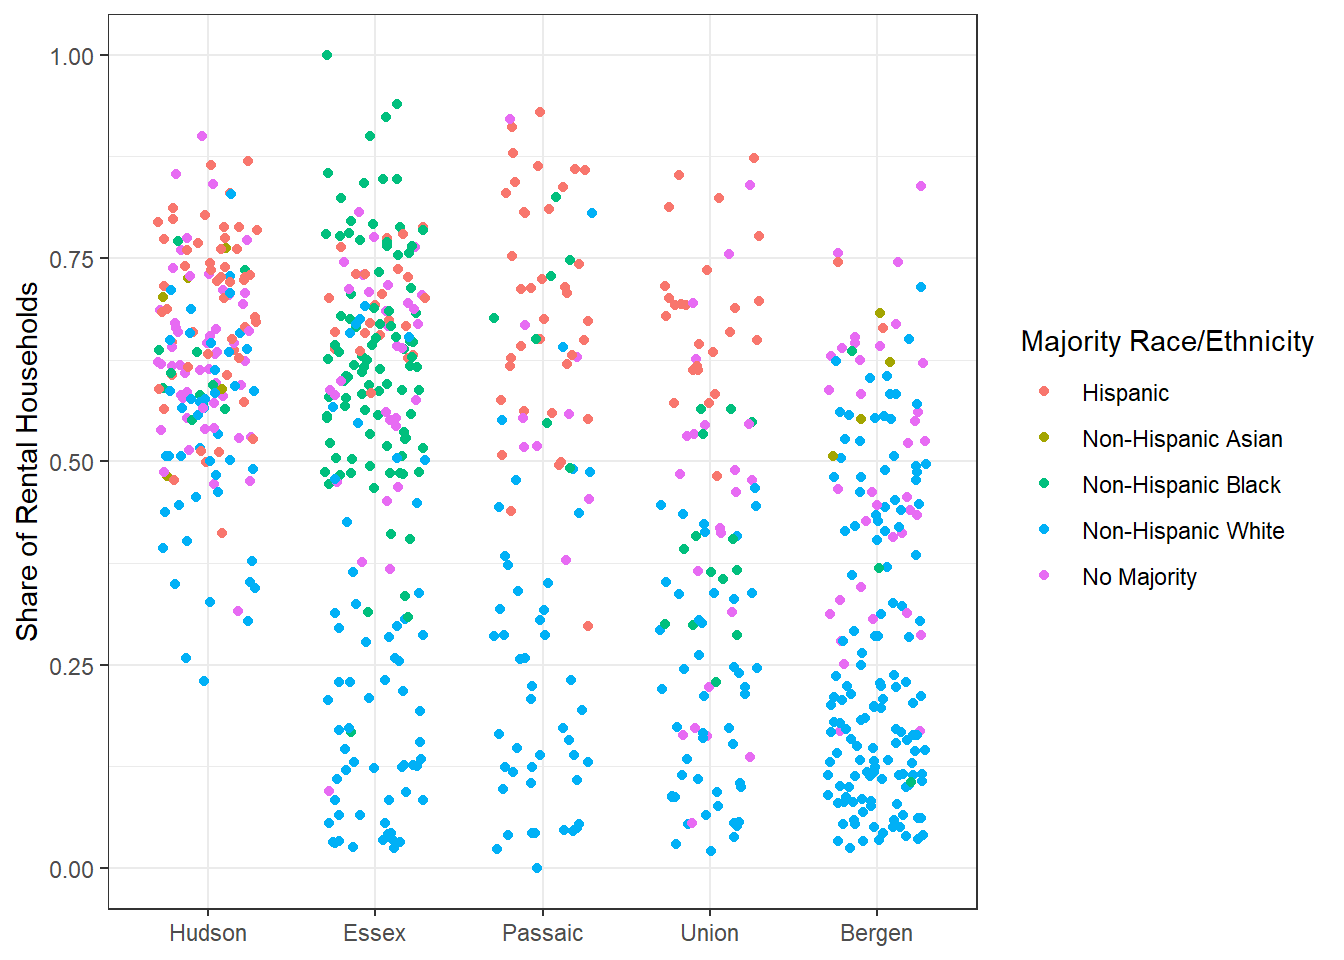 Share of Rental Households
1.00
0.75
0.50
0.25
0.00
Hudson
Essex
Passaic
Union
Bergen
Majority Race/Ethnicity
Hispanic
Non-Hispanic Asian
Non-Hispanic Black
Non-Hispanic White
No Majority